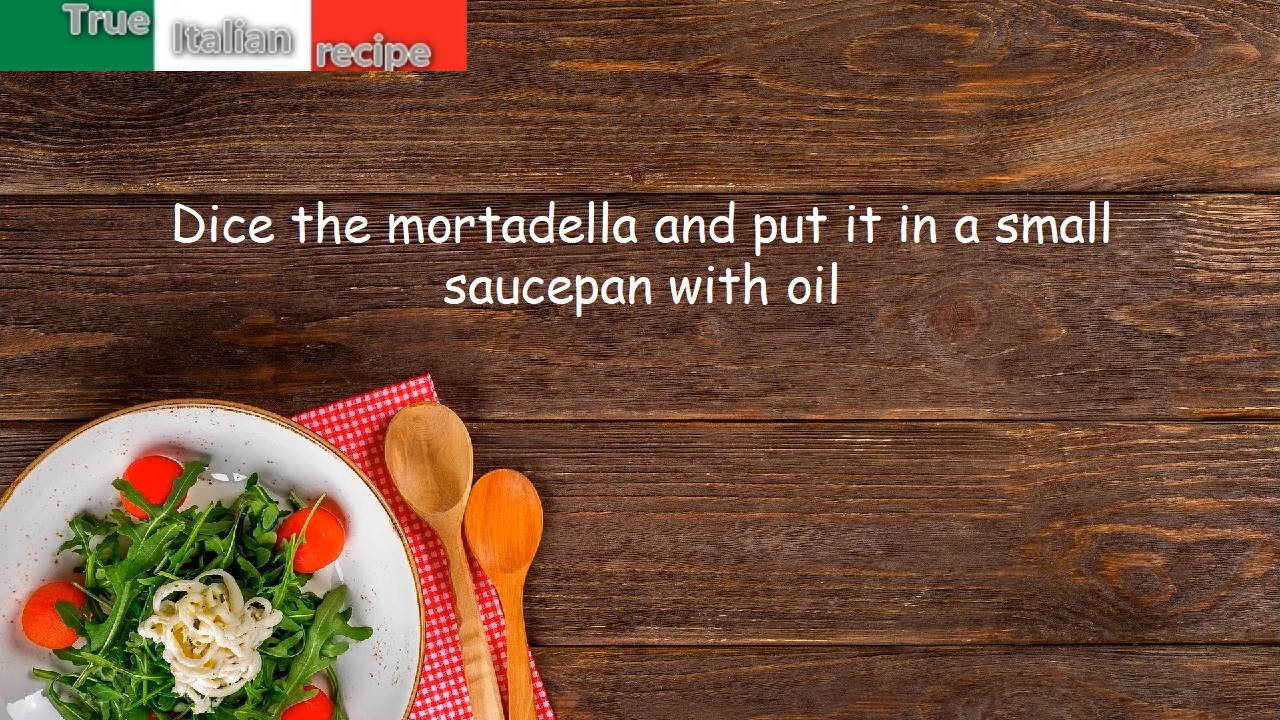 True
Italian
recipe
Dice the mortadella and put it in a small
saucepan with oil